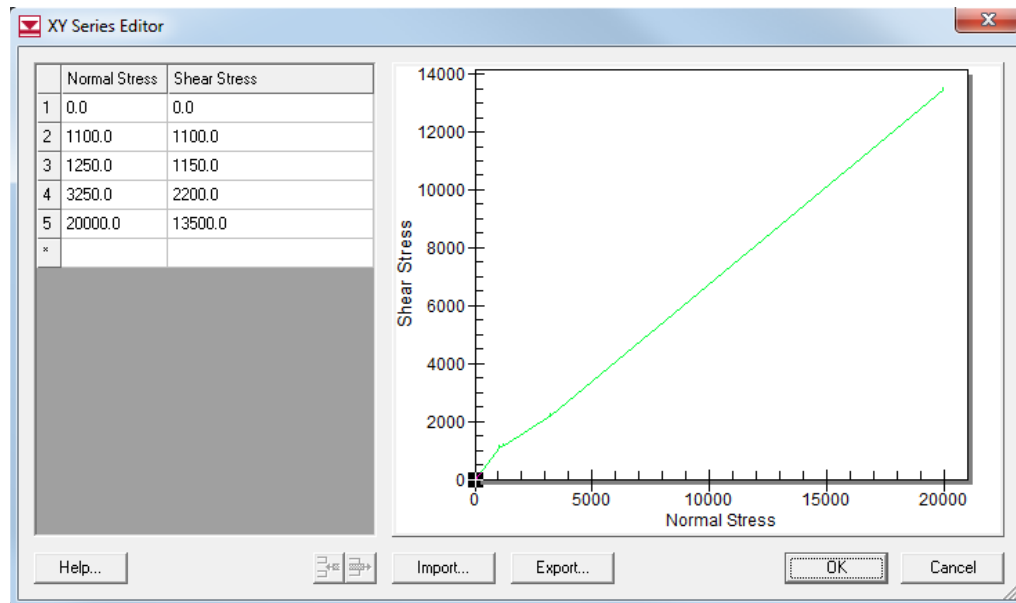 XY Series Editor
Normal Stress Shear Stress
1 0.0 0.0
2 1100.0 1100.0
3 1250.0 1150.0
4 3250.0 2200.0
5 20000.0 13500.0
*
14000
12000
10000
8000
6000
4000
2000
0
Shear Stress
0 5000 10000 15000 20000
Normal Stress
Help... Import... Export... OK Cancel